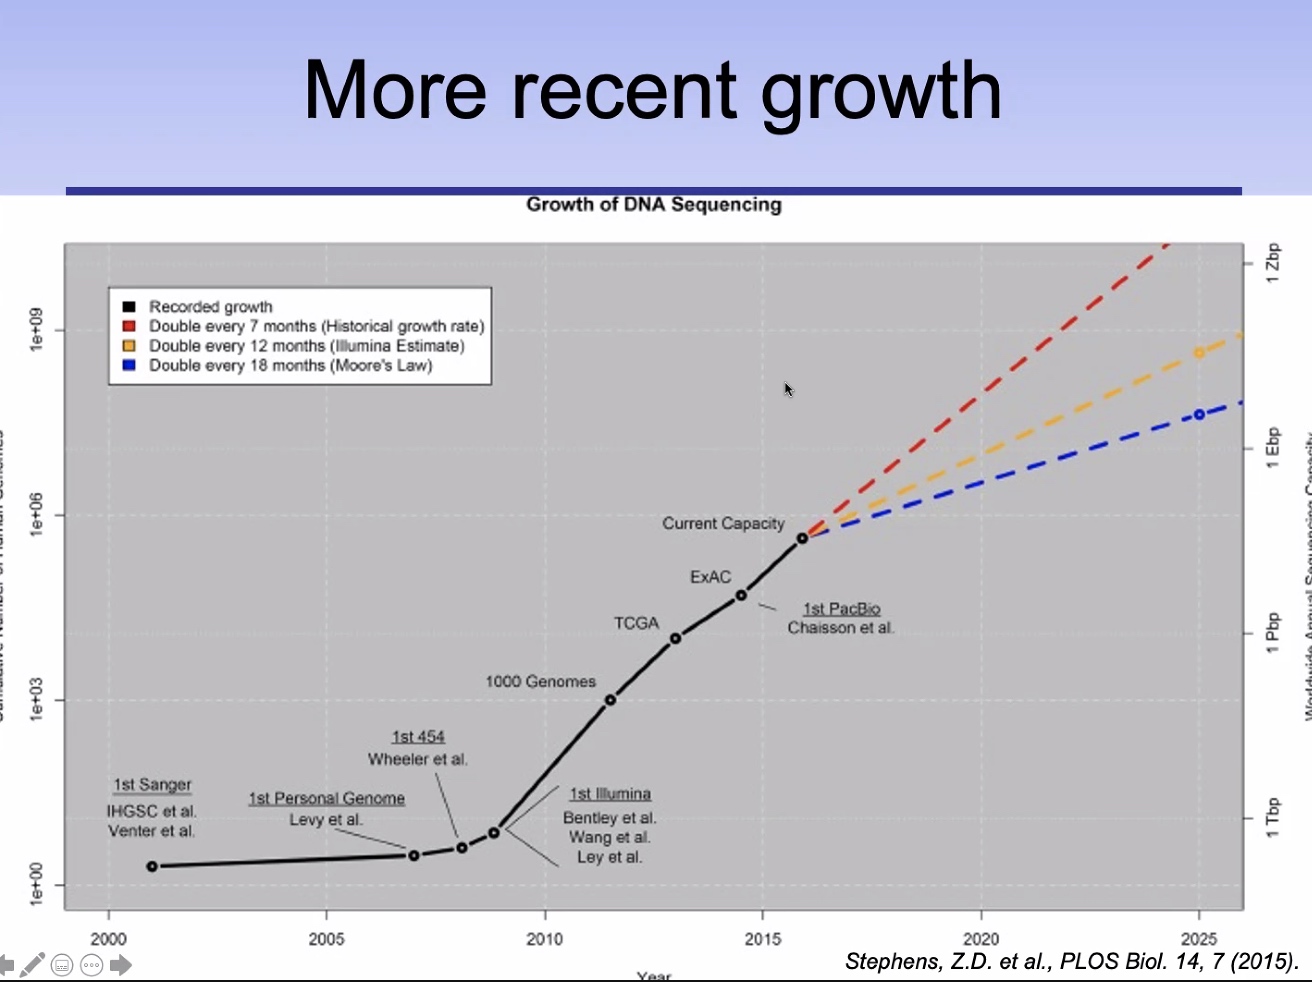 More recent growth
Growth of DNA Sequencing
Recorded growth
Double every 7 months (Historical growth rate)
Double every 12 months (Illumina Estimate)
Double every 18 months (Moore's Law)
1e+09
1e+06
1e+03
1e+00
1 Zbp
1 Ebp
1 Pbp
1 Tbp
Worldwide Annual Sequencing Capacity
Current Capacity
ExAC
1st PacBio
Chaisson et al.
TCGA
1000 Genomes
1st 454
Wheeler et al.
1st Sanger
IHGSC et al.
Venter et al.
1st Personal Genome
Levy et al.
1st Illumina
Bentley et al.
Wang et al.
Ley et al.
2000
2005
2010
2015
2020
2025
Year
Stephens, Z.D. et al., PLOS Biol. 14, 7 (2015).